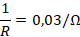 1/R = 0,03/Ω